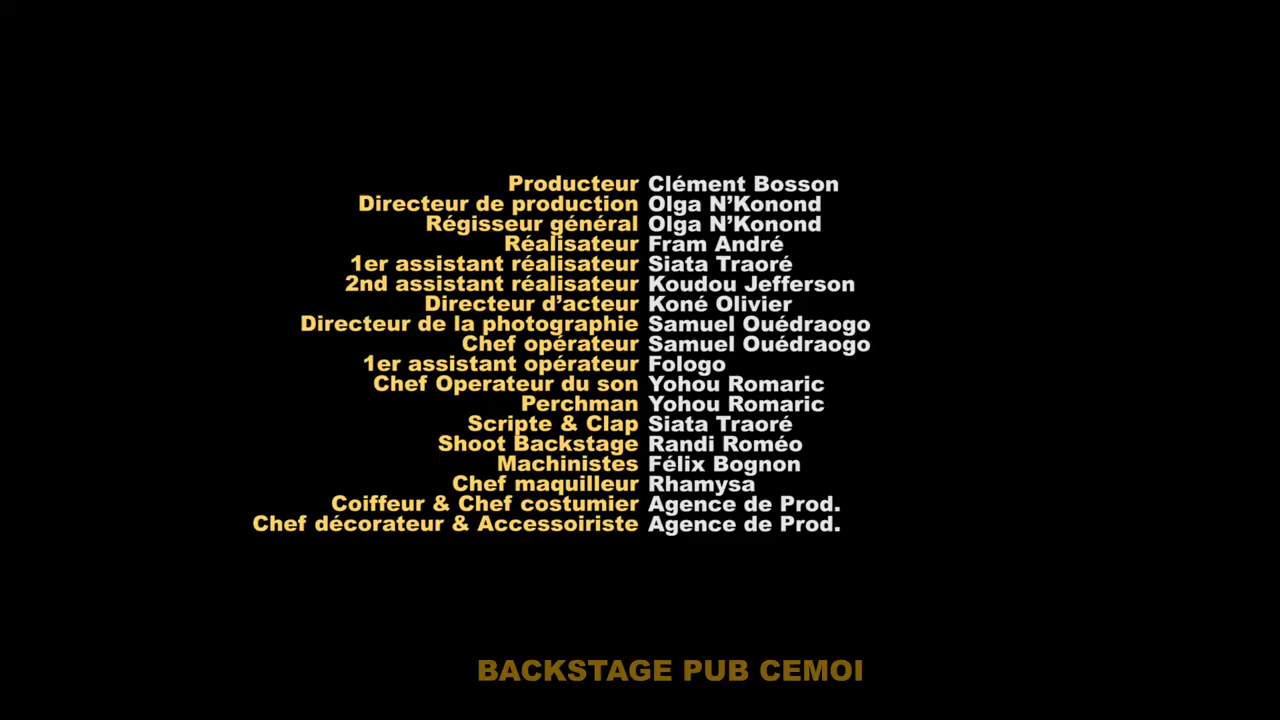 Producteur Clément Bosson
Directeur de production Olga N’Konond
Régisseur général Olga N’Konond
Réalisateur Fram André
1er assistant réalisateur Siata Traoré
2nd assistant réalisateur Koudou Jefferson
Directeur d’acteur Koné Olivier
Directeur de la photographie Samuel Ouédraogo
Chef opérateur Samuel Ouédraogo
1er assistant opérateur Fologo
Chef Operateur du son Yohou Romaric
Perchman Yohou Romaric
Scripte & Clap Siata Traoré
Shoot Backstage Randi Roméo
Machinistes Félix Bognon
Chef maquilleur Rhamysa
Coiffeur & Chef costumier Agence de Prod.
Chef décorateur & Accessoiriste Agence de Prod.
BACKSTAGE PUB CEMOI